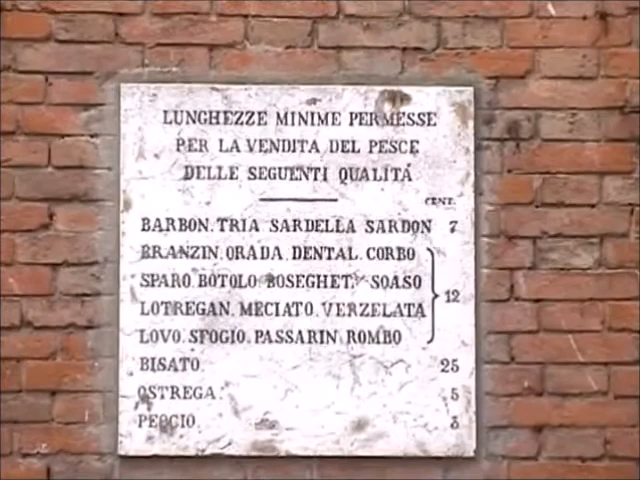 LUNGHEZZE MINIME PERMESSE
PER LA VENDITA DEL PESCE
DELLE SEGUENTI QUALITÀ
CENT.
BARBON. TRIA SARDELLA SARDON 7
BRANZIN. ORADA. DENTAL. CORBO
SPARO. BOTOLO BOSEGHETA. SOASO
LOTREGAN. MECIATO. VERZELATA 12
LOVO. SFOGIO. PASSARIN. ROMBO
BISATO 25
OSTREGA. 5
PEOCIO 3